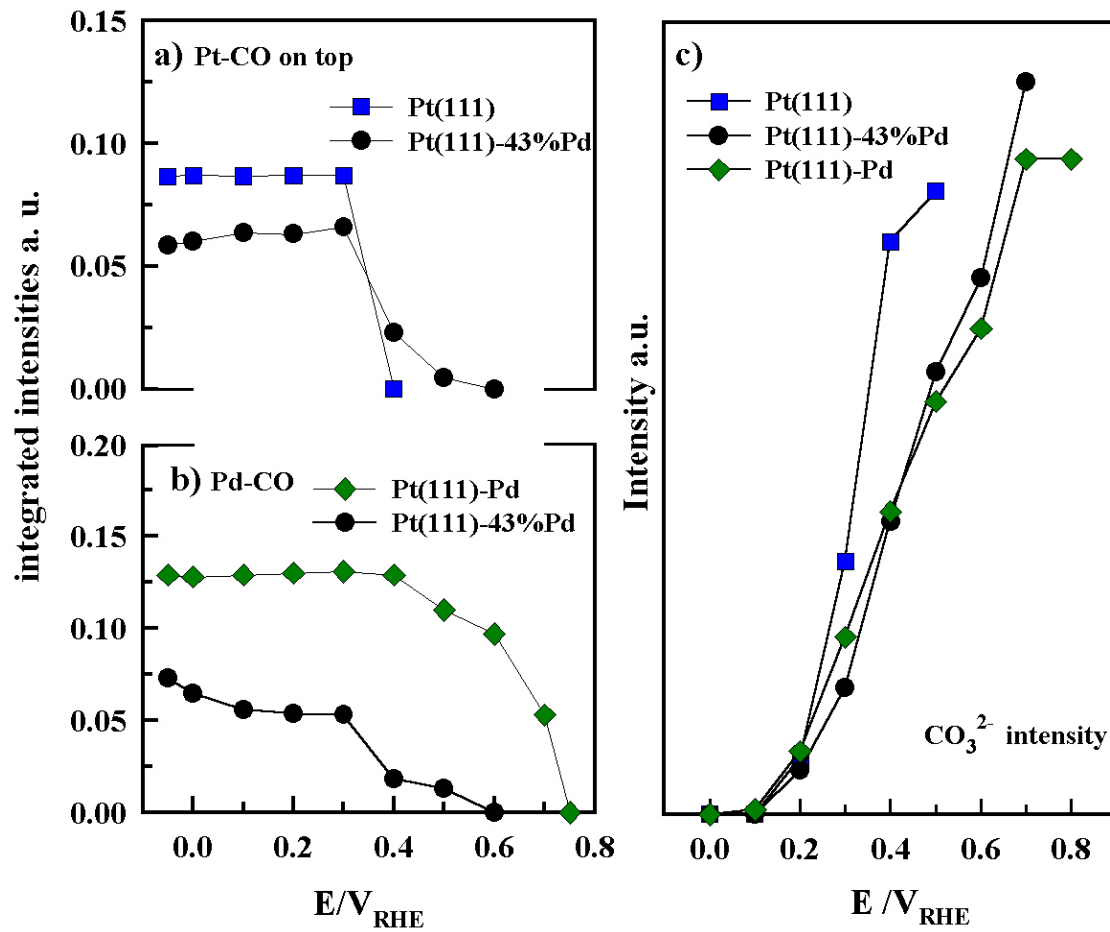 a) Pt-CO on top
Pt(111)
Pt(111)-43%Pd
0.15
0.10
0.05
0.00
integrated intensities a. u.
b) Pd-CO
Pt(111)-Pd
Pt(111)-43%Pd
0.20
0.15
0.10
0.05
0.00
0.0 0.2 0.4 0.6 0.8
E/V_RHE
c)
Pt(111)
Pt(111)-43%Pd
Pt(111)-Pd
Intensity a.u.
CO₃²⁻ intensity
0.0 0.2 0.4 0.6 0.8
E /V_RHE